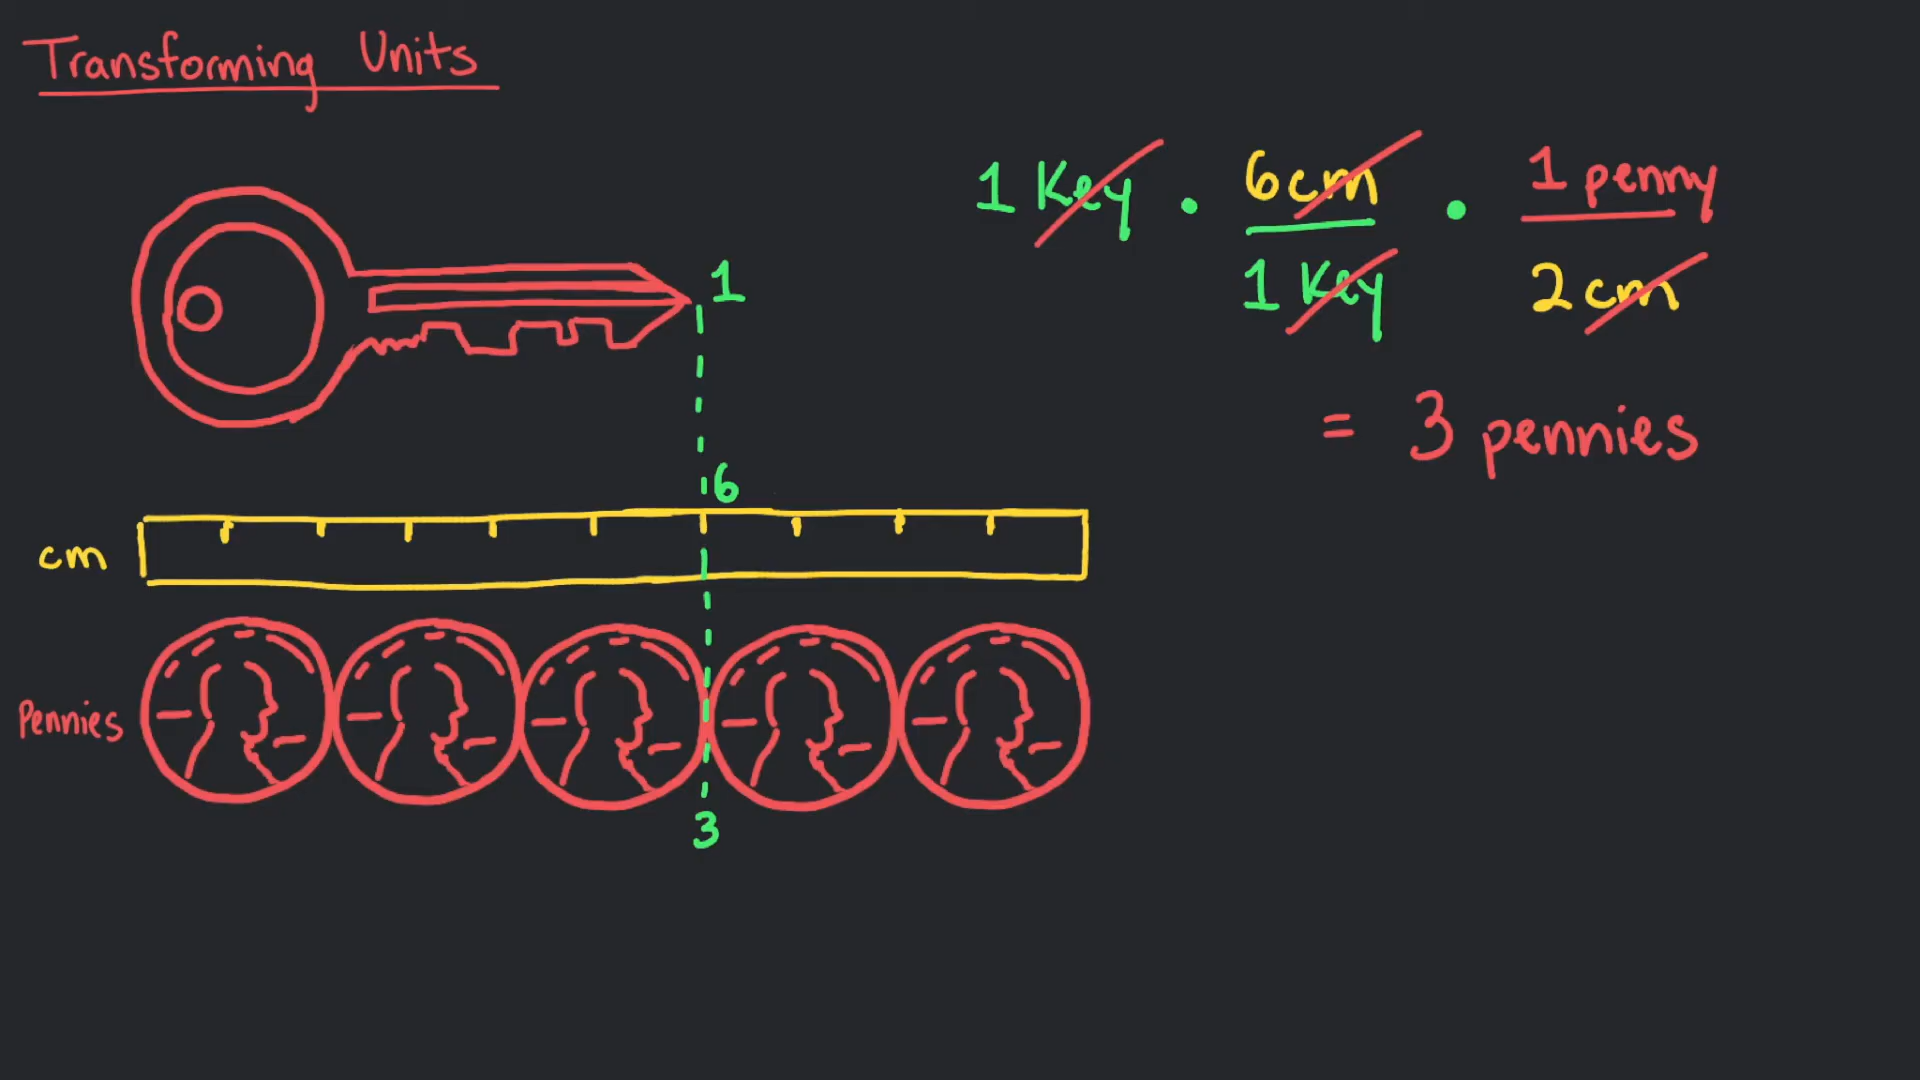 Transforming Units
1 Key · 6cm · 1 penny
1 Key 2cm
= 3 pennies
1
6
cm
Pennies
3